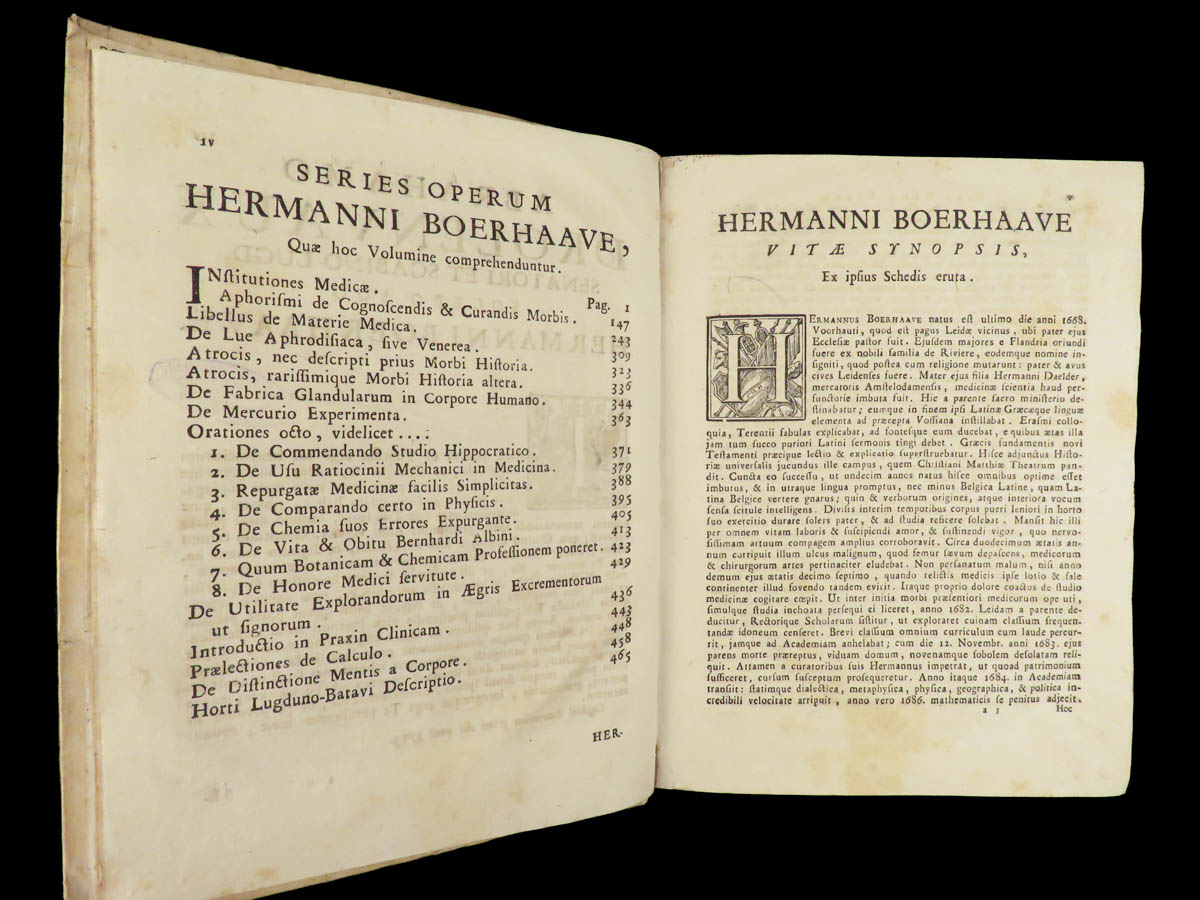 IV
SERIES OPERUM
HERMANNI BOERHAAVE,
Quæ hoc Volumine comprehenduntur.
INſtitutiones Medicæ. Pag. 1
Aphoriſmi de Cognoſcendis & Curandis Morbis. 147
Libellus de Materie Medica. 243
De Lue Aphrodiſiaca, ſive Venerea. 309
Atrocis, nec deſcripti prius Morbi Hiſtoria. 323
Atrocis, rariſſimique Morbi Hiſtoria altera. 336
De Fabrica Glandularum in Corpore Humano. 344
De Mercurio Experimenta. 363
Orationes octo, videlicet ....
1. De Commendando Studio Hippocratico. 371
2. De Uſu Ratiocinii Mechanici in Medicina. 379
3. Repurgatæ Medicinæ facilis Simplicitas. 388
4. De Comparando certo in Phyſicis. 395
5. De Chemia ſuos Errores Expurgante. 405
6. De Vita & Obitu Bernhardi Albini. 413
7. Quum Botanicam & Chemicam Profeſſionem poneret. 423
8. De Honore Medici ſervitute. 429
De Utilitate Explorandorum in Ægris Excrementorum
ut ſignorum. 436
Introductio in Praxin Clinicam. 443
Prælectiones de Calculo. 448
De Diſtinctione Mentis a Corpore. 458
Horti Lugduno-Batavi Deſcriptio. 465
HER-
v
HERMANNI BOERHAAVE
VITÆ SYNOPSIS,
Ex ipſius Schedis eruta.
HERMANNUS BOERHAAVE natus eſt ultimo die anni 1668.
Voorhauti, quod eſt pagus Leidæ vicinus, ubi pater ejus
Eccleſiæ paſtor fuit. Ejuſdem majores e Flandria oriundi
fuere ex nobili familia de Riviere, eodemque nomine in-
ſigniti, quod poſtea cum religione mutarunt: pater & avus
cives Leidenſes fuere. Mater ejus filia Hermanni Daelder,
mercatoris Amſtelodamenſis, medicinæ ſcientia haud per-
functorie imbuta fuit. Hic a parente ſacro miniſterio de-
ſtinabatur; eumque in finem ipſi Latinæ Græcæque linguæ
elementa ad præcepta Voſſiana inſtillabat. Eraſmi collo-
quia, Terentii fabulas explicabat, ad fonteſque eum ducebat, e quibus ætas illa
jam tum ſucco puriori Latini ſermonis tingi debet. Græcis fundamentis novi
Teſtamenti præcipue lectio & explicatio ſuperſtruebatur. Hiſce adjunctus Hiſto-
riæ univerſalis jucundus ille campus, quem Chriſtiani Matthiæ Theatrum pan-
dit. Cuncta eo ſucceſſu, ut undecim annos natus hiſce omnibus optime eſſet
imbutus, & in utraque lingua promptus, nec minus Belgica Latine, quam La-
tina Belgice vertere gnarus; quin & verborum origines, atque interiora vocum
ſenſa ſcitule intelligens. Diviſis interim temporibus corpus pueri leniori in horto
ſuo exercitio durare ſolers pater, & ad ſtudia reficere ſolebat. Manſit hic illi
per omnem vitam laboris & ſuſcipiendi amor, & ſuſtinendi vigor, quo nervo-
ſiſſimam artuum compagem amplius corroboravit. Circa duodecimum ætatis an-
num corripuit illum ulcus malignum, quod femur ſævum depaſcens, medicorum
& chirurgorum artes pertinaciter eludebat. Non perſanatum malum, niſi anno
demum ejus ætatis decimo ſeptimo, quando relictis medicis ipſe lotio & ſale
continenter illud fovendo tandem evicit. Itaque proprio dolore coactus de ſtudio
medicinæ cogitare cœpit. Ut inter initia morbi præſentiori medicorum ope uti,
ſimulque ſtudia inchoata perſequi ei liceret, anno 1682. Leidam a parente de-
ducitur, Rectorique Scholarum ſiſtitur, ut exploraret cuinam claſſium frequen-
tandæ idoneum cenſeret. Brevi claſſium omnium curriculum cum laude percur-
rit, jamque ad Academiam anhelabat; cum die 12. Novembr. anni 1683. ejus
parens morte præreptus, viduam domum, novenamque ſobolem deſolatam reli-
quit. Attamen a curatoribus ſuis Hermannus impetrat, ut quoad patrimonium
ſufficeret, curſum ſuſceptum proſequeretur. Anno itaque 1684. in Academiam
tranſiit: ſtatimque dialectica, metaphyſica, phyſica, geographica, & politica in-
credibili velocitate arripuit, anno vero 1686. mathematicis ſe penitus adjecit.
a 3 Hoc